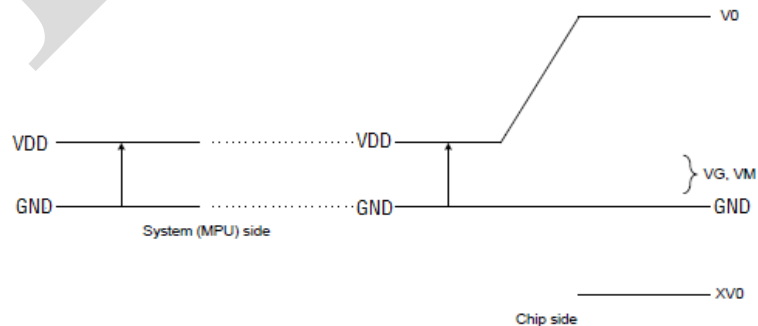 V0
VDD
VDD
VG, VM
GND
GND
GND
System (MPU) side
XV0
Chip side